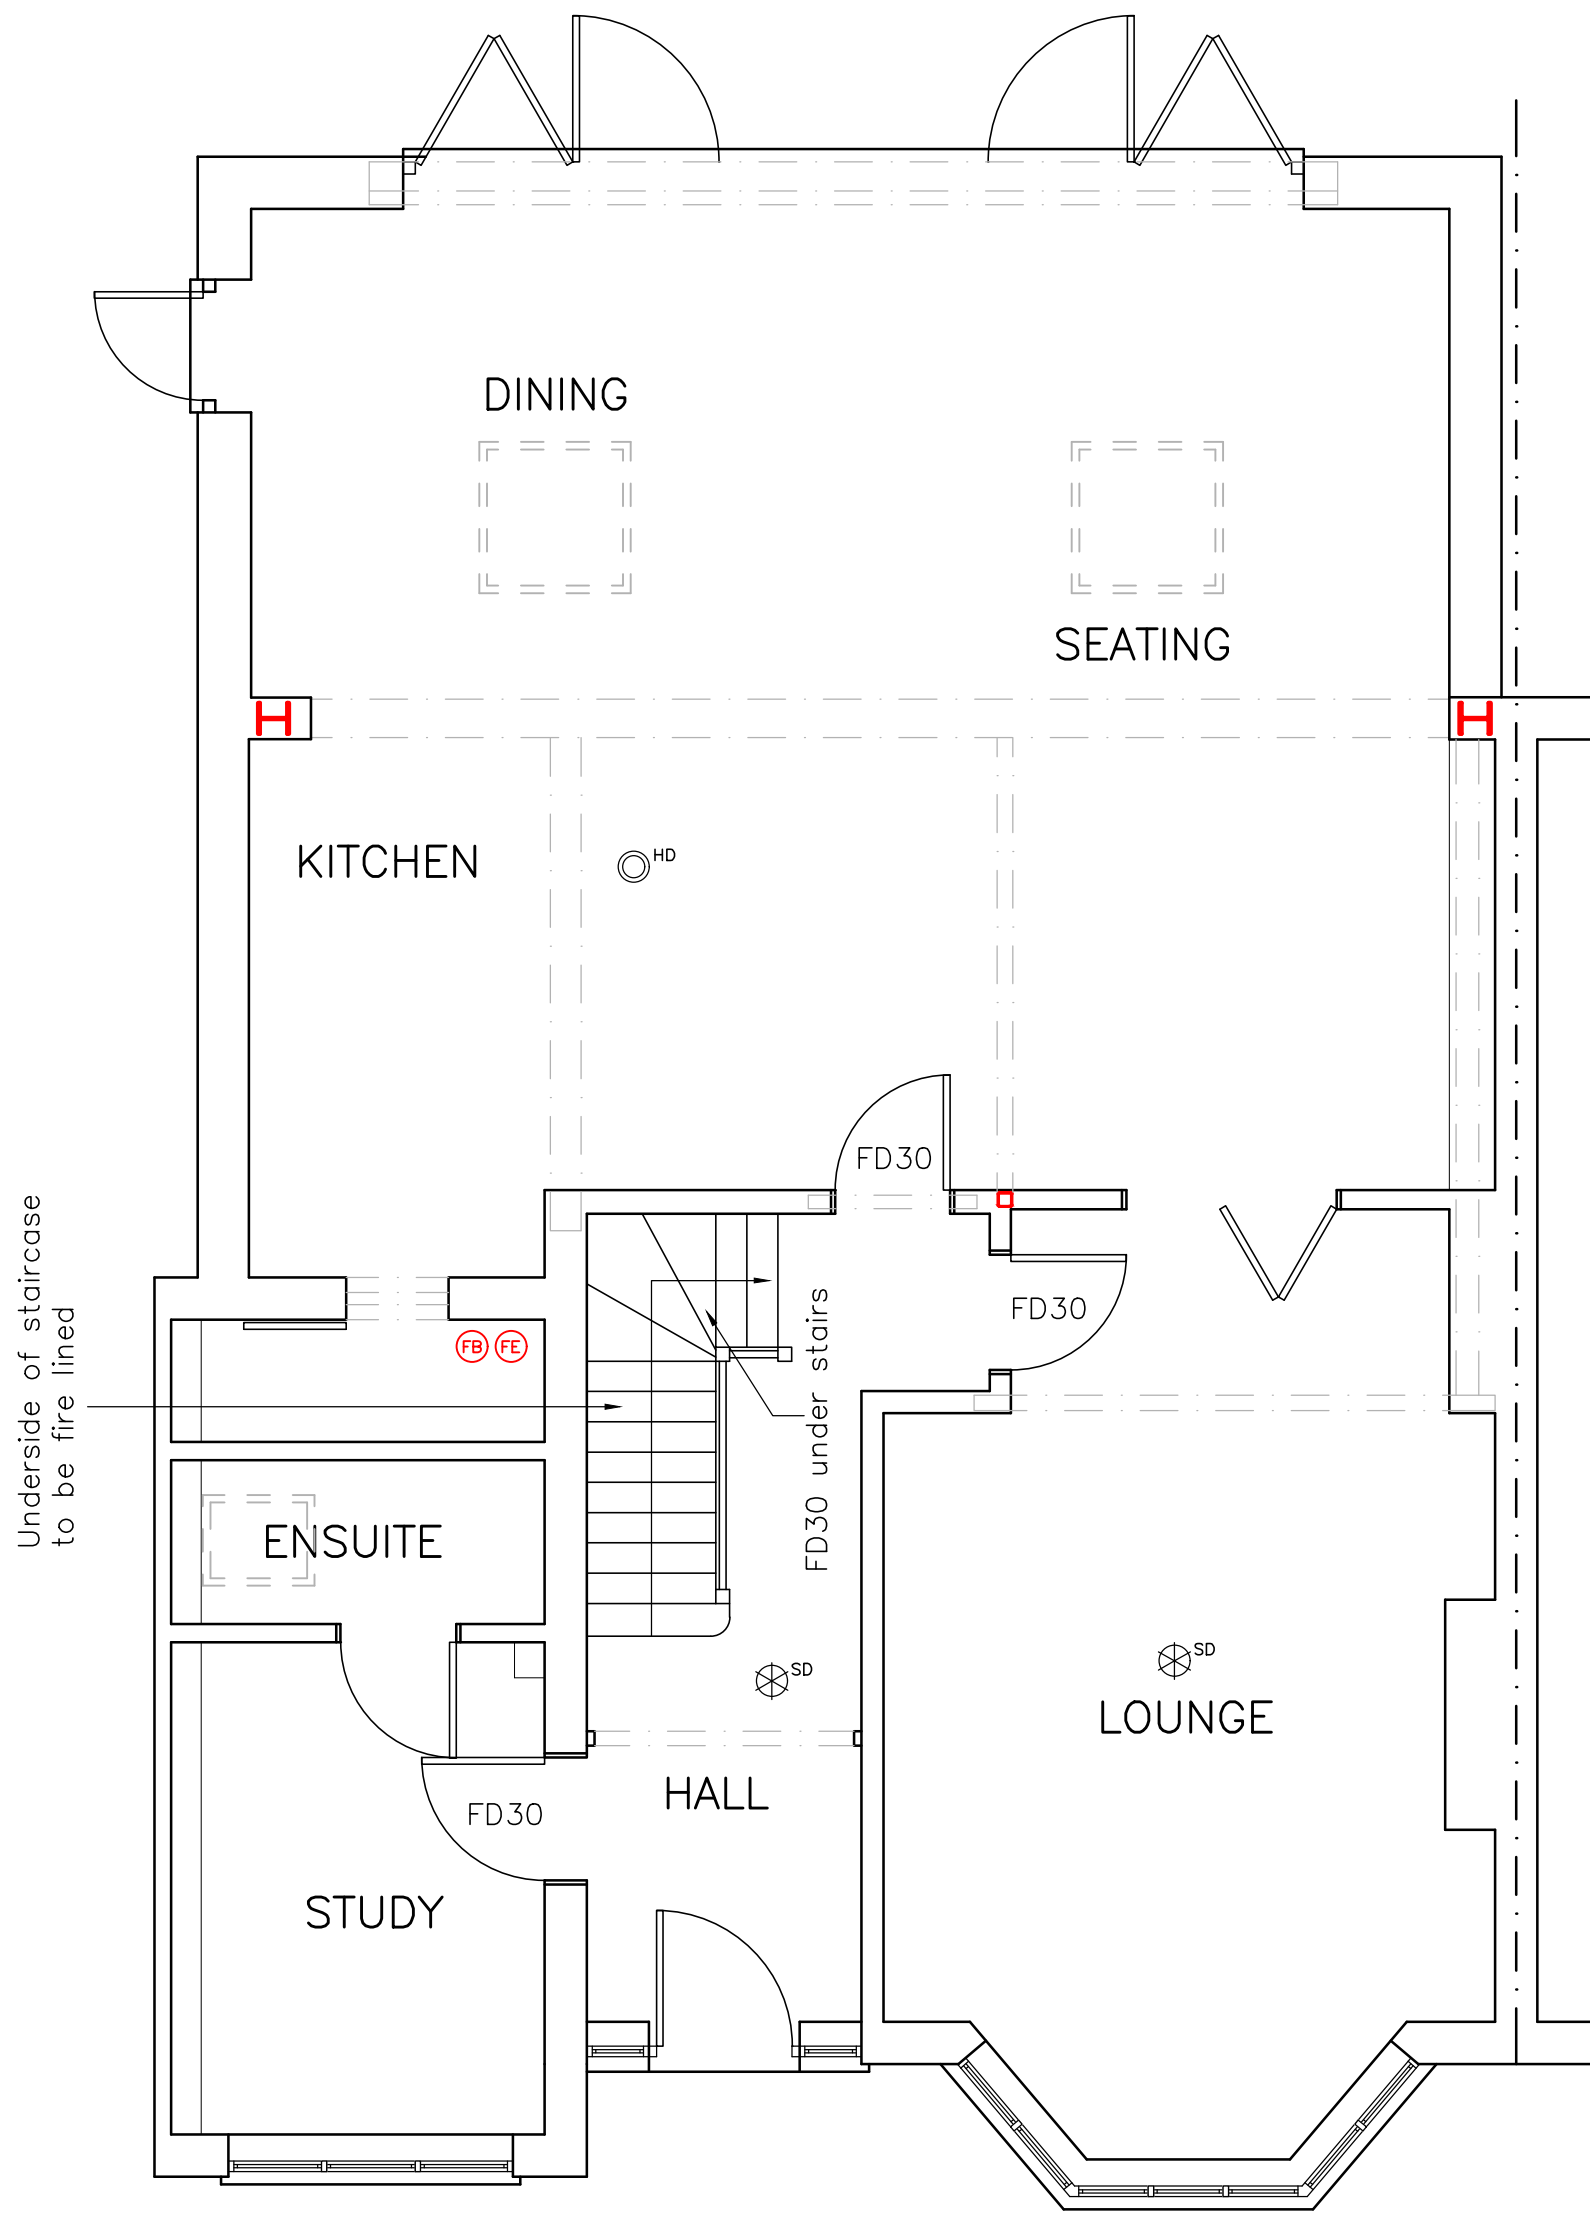 DINING
SEATING
KITCHEN
HD
FD30
FD30
FB
FE
Underside of staircase
to be fire lined
FD30 under stairs
ENSUITE
SD
SD
LOUNGE
HALL
FD30
STUDY